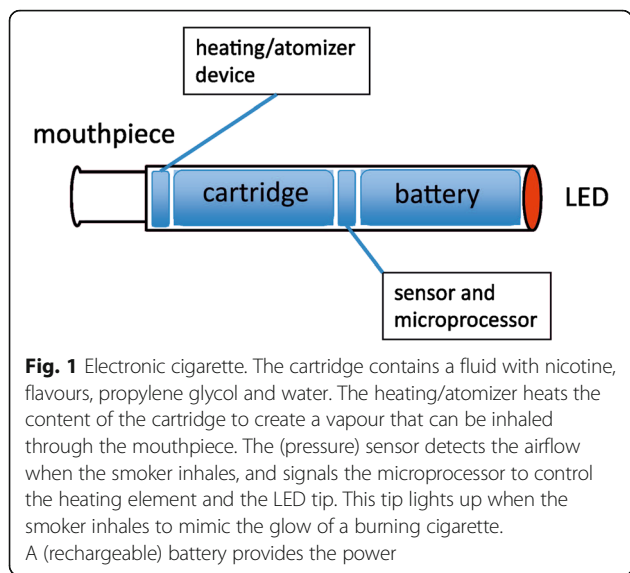 heating/atomizer
device
mouthpiece
cartridge
battery
LED
sensor and
microprocessor
Fig. 1 Electronic cigarette. The cartridge contains a fluid with nicotine,
flavours, propylene glycol and water. The heating/atomizer heats the
content of the cartridge to create a vapour that can be inhaled
through the mouthpiece. The (pressure) sensor detects the airflow
when the smoker inhales, and signals the microprocessor to control
the heating element and the LED tip. This tip lights up when the
smoker inhales to mimic the glow of a burning cigarette.
A (rechargeable) battery provides the power